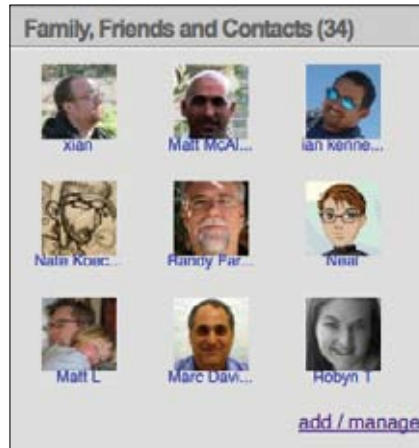 Family, Friends and Contacts (34)
xian Matt McAl... ian kenne...
Nate Koec... Randy Far... Neal
Matt L Marc Davi... Robyn T
add / manage